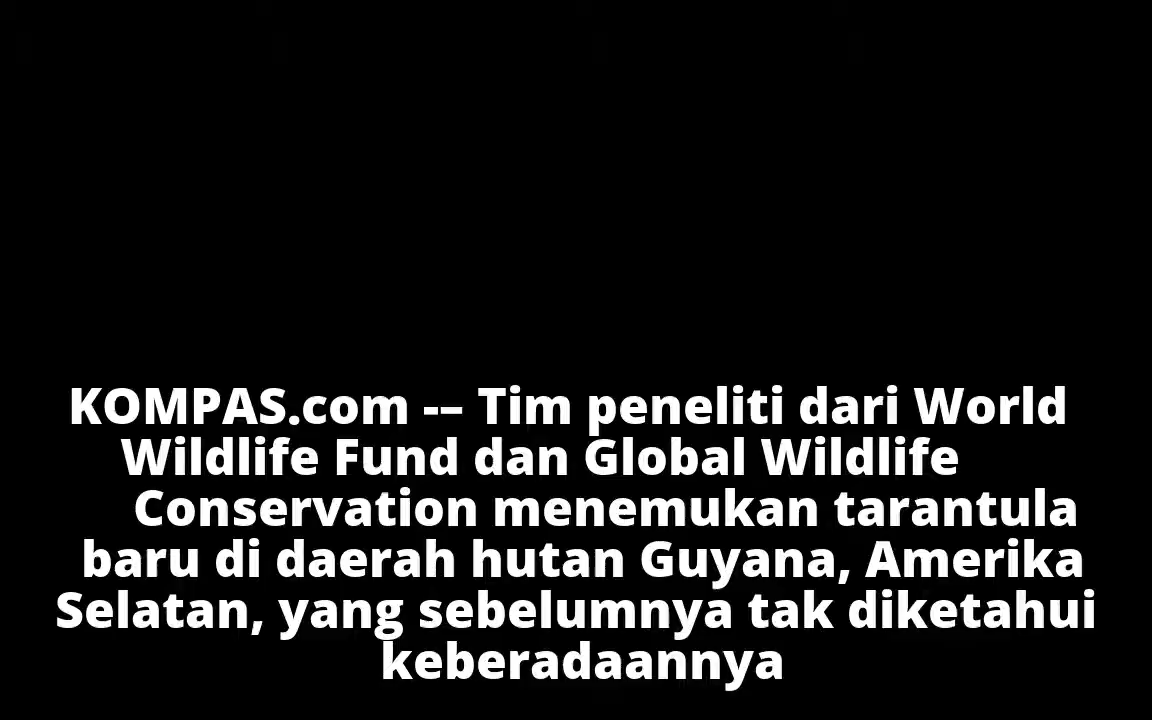 KOMPAS.com -– Tim peneliti dari World
Wildlife Fund dan Global Wildlife
Conservation menemukan tarantula
baru di daerah hutan Guyana, Amerika
Selatan, yang sebelumnya tak diketahui
keberadaannya